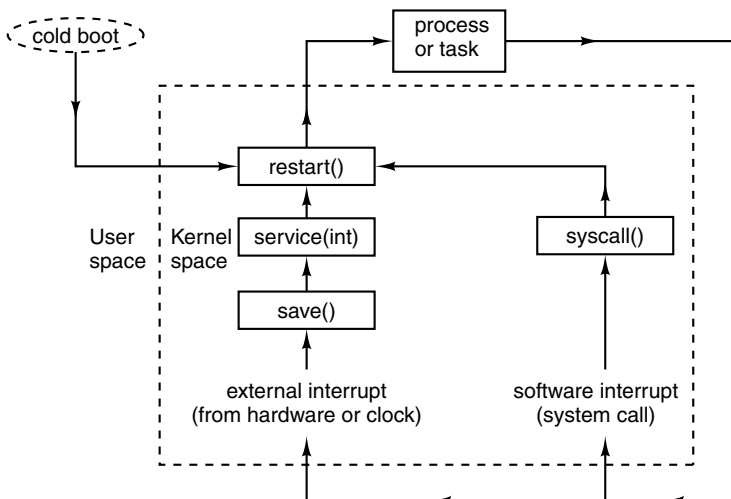 cold boot
process
or task
restart()
User
space
Kernel
space
service(int)
syscall()
save()
external interrupt
(from hardware or clock)
software interrupt
(system call)